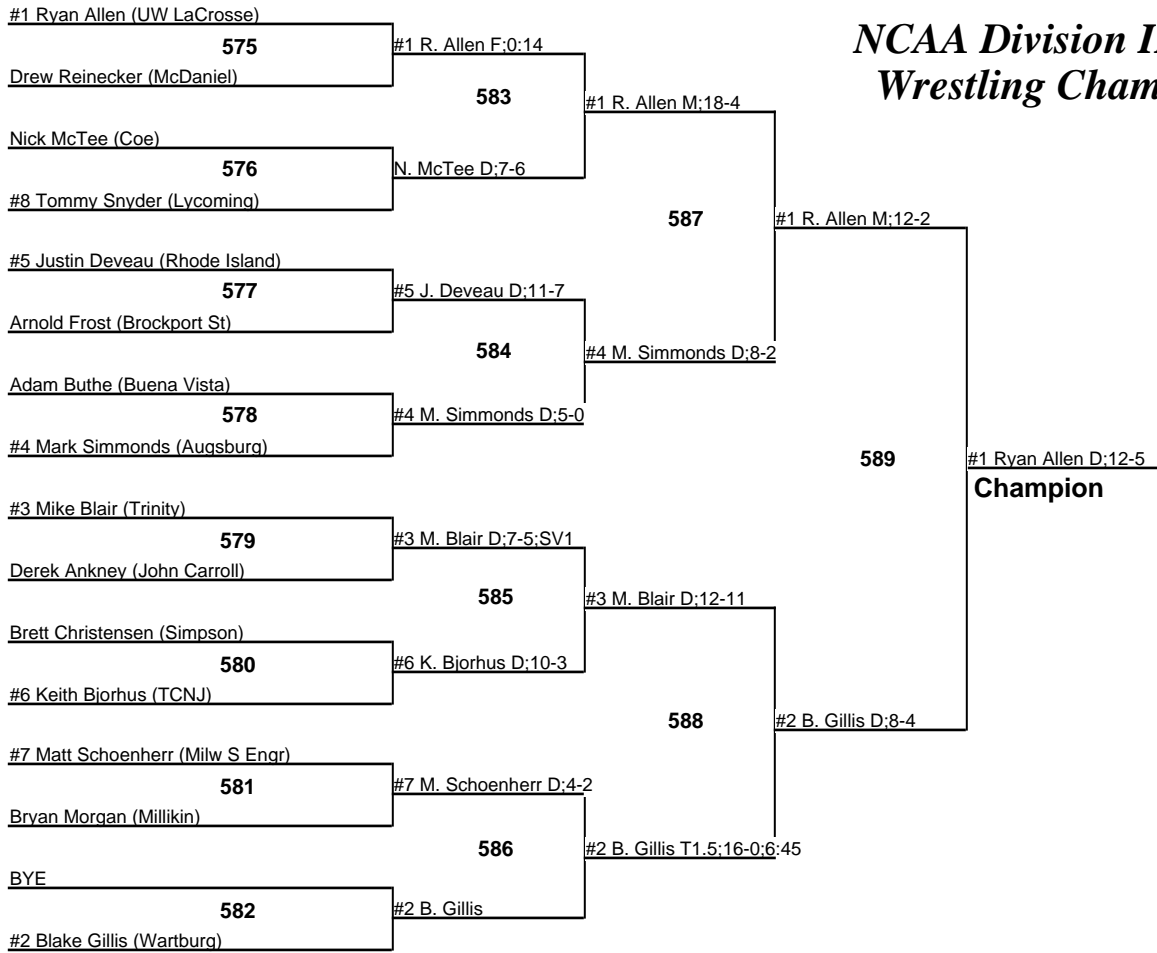 #1 Ryan Allen (UW LaCrosse)
575
Drew Reinecker (McDaniel)
Nick McTee (Coe)
576
#8 Tommy Snyder (Lycoming)
#5 Justin Deveau (Rhode Island)
577
Arnold Frost (Brockport St)
Adam Buthe (Buena Vista)
578
#4 Mark Simmonds (Augsburg)
#3 Mike Blair (Trinity)
579
Derek Ankney (John Carroll)
Brett Christensen (Simpson)
580
#6 Keith Bjorhus (TCNJ)
#7 Matt Schoenherr (Milw S Engr)
581
Bryan Morgan (Millikin)
BYE
582
#2 Blake Gillis (Wartburg)
#1 R. Allen F;0:14
583
N. McTee D;7-6
#5 J. Deveau D;11-7
584
#4 M. Simmonds D;5-0
#3 M. Blair D;7-5;SV1
585
#6 K. Bjorhus D;10-3
#7 M. Schoenherr D;4-2
586
#2 B. Gillis
#1 R. Allen M;18-4
587
#4 M. Simmonds D;8-2
#3 M. Blair D;12-11
588
#2 B. Gillis T1.5;16-0;6:45
#1 R. Allen M;12-2
589
#2 B. Gillis D;8-4
#1 Ryan Allen D;12-5
Champion
NCAA Division
Wrestling Cham